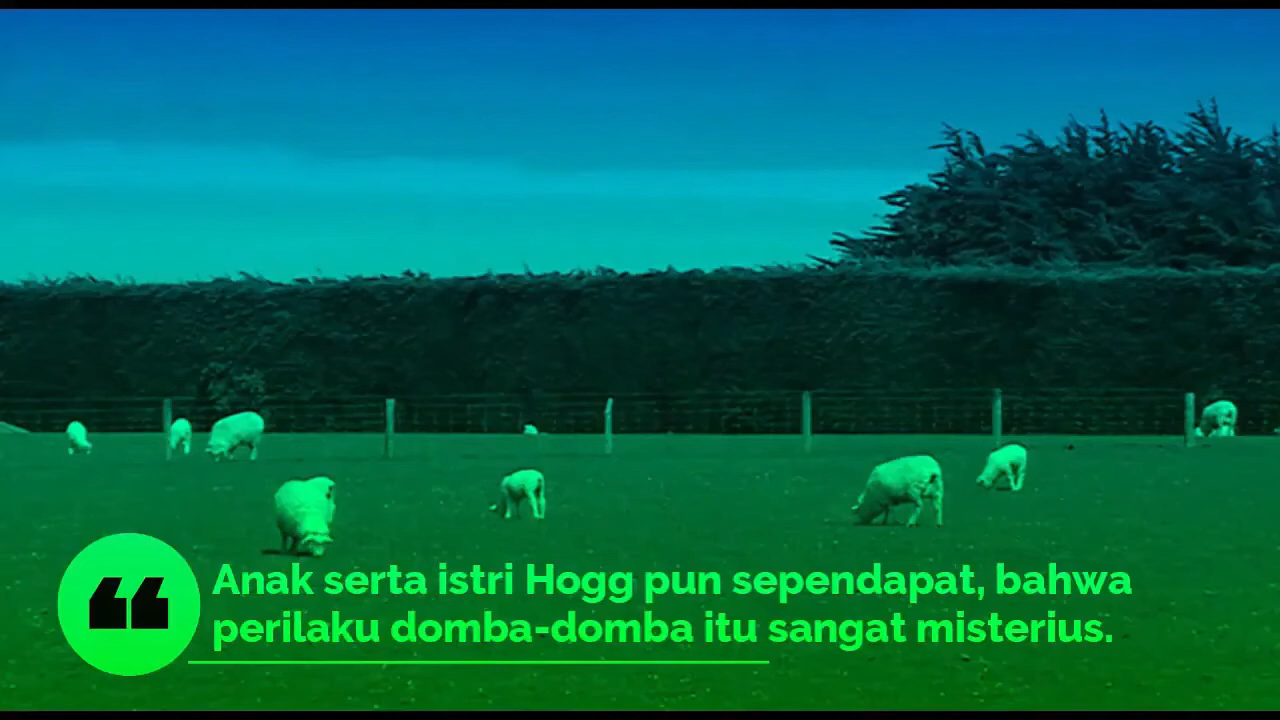 Anak serta istri Hogg pun sependapat, bahwa
perilaku domba-domba itu sangat misterius.